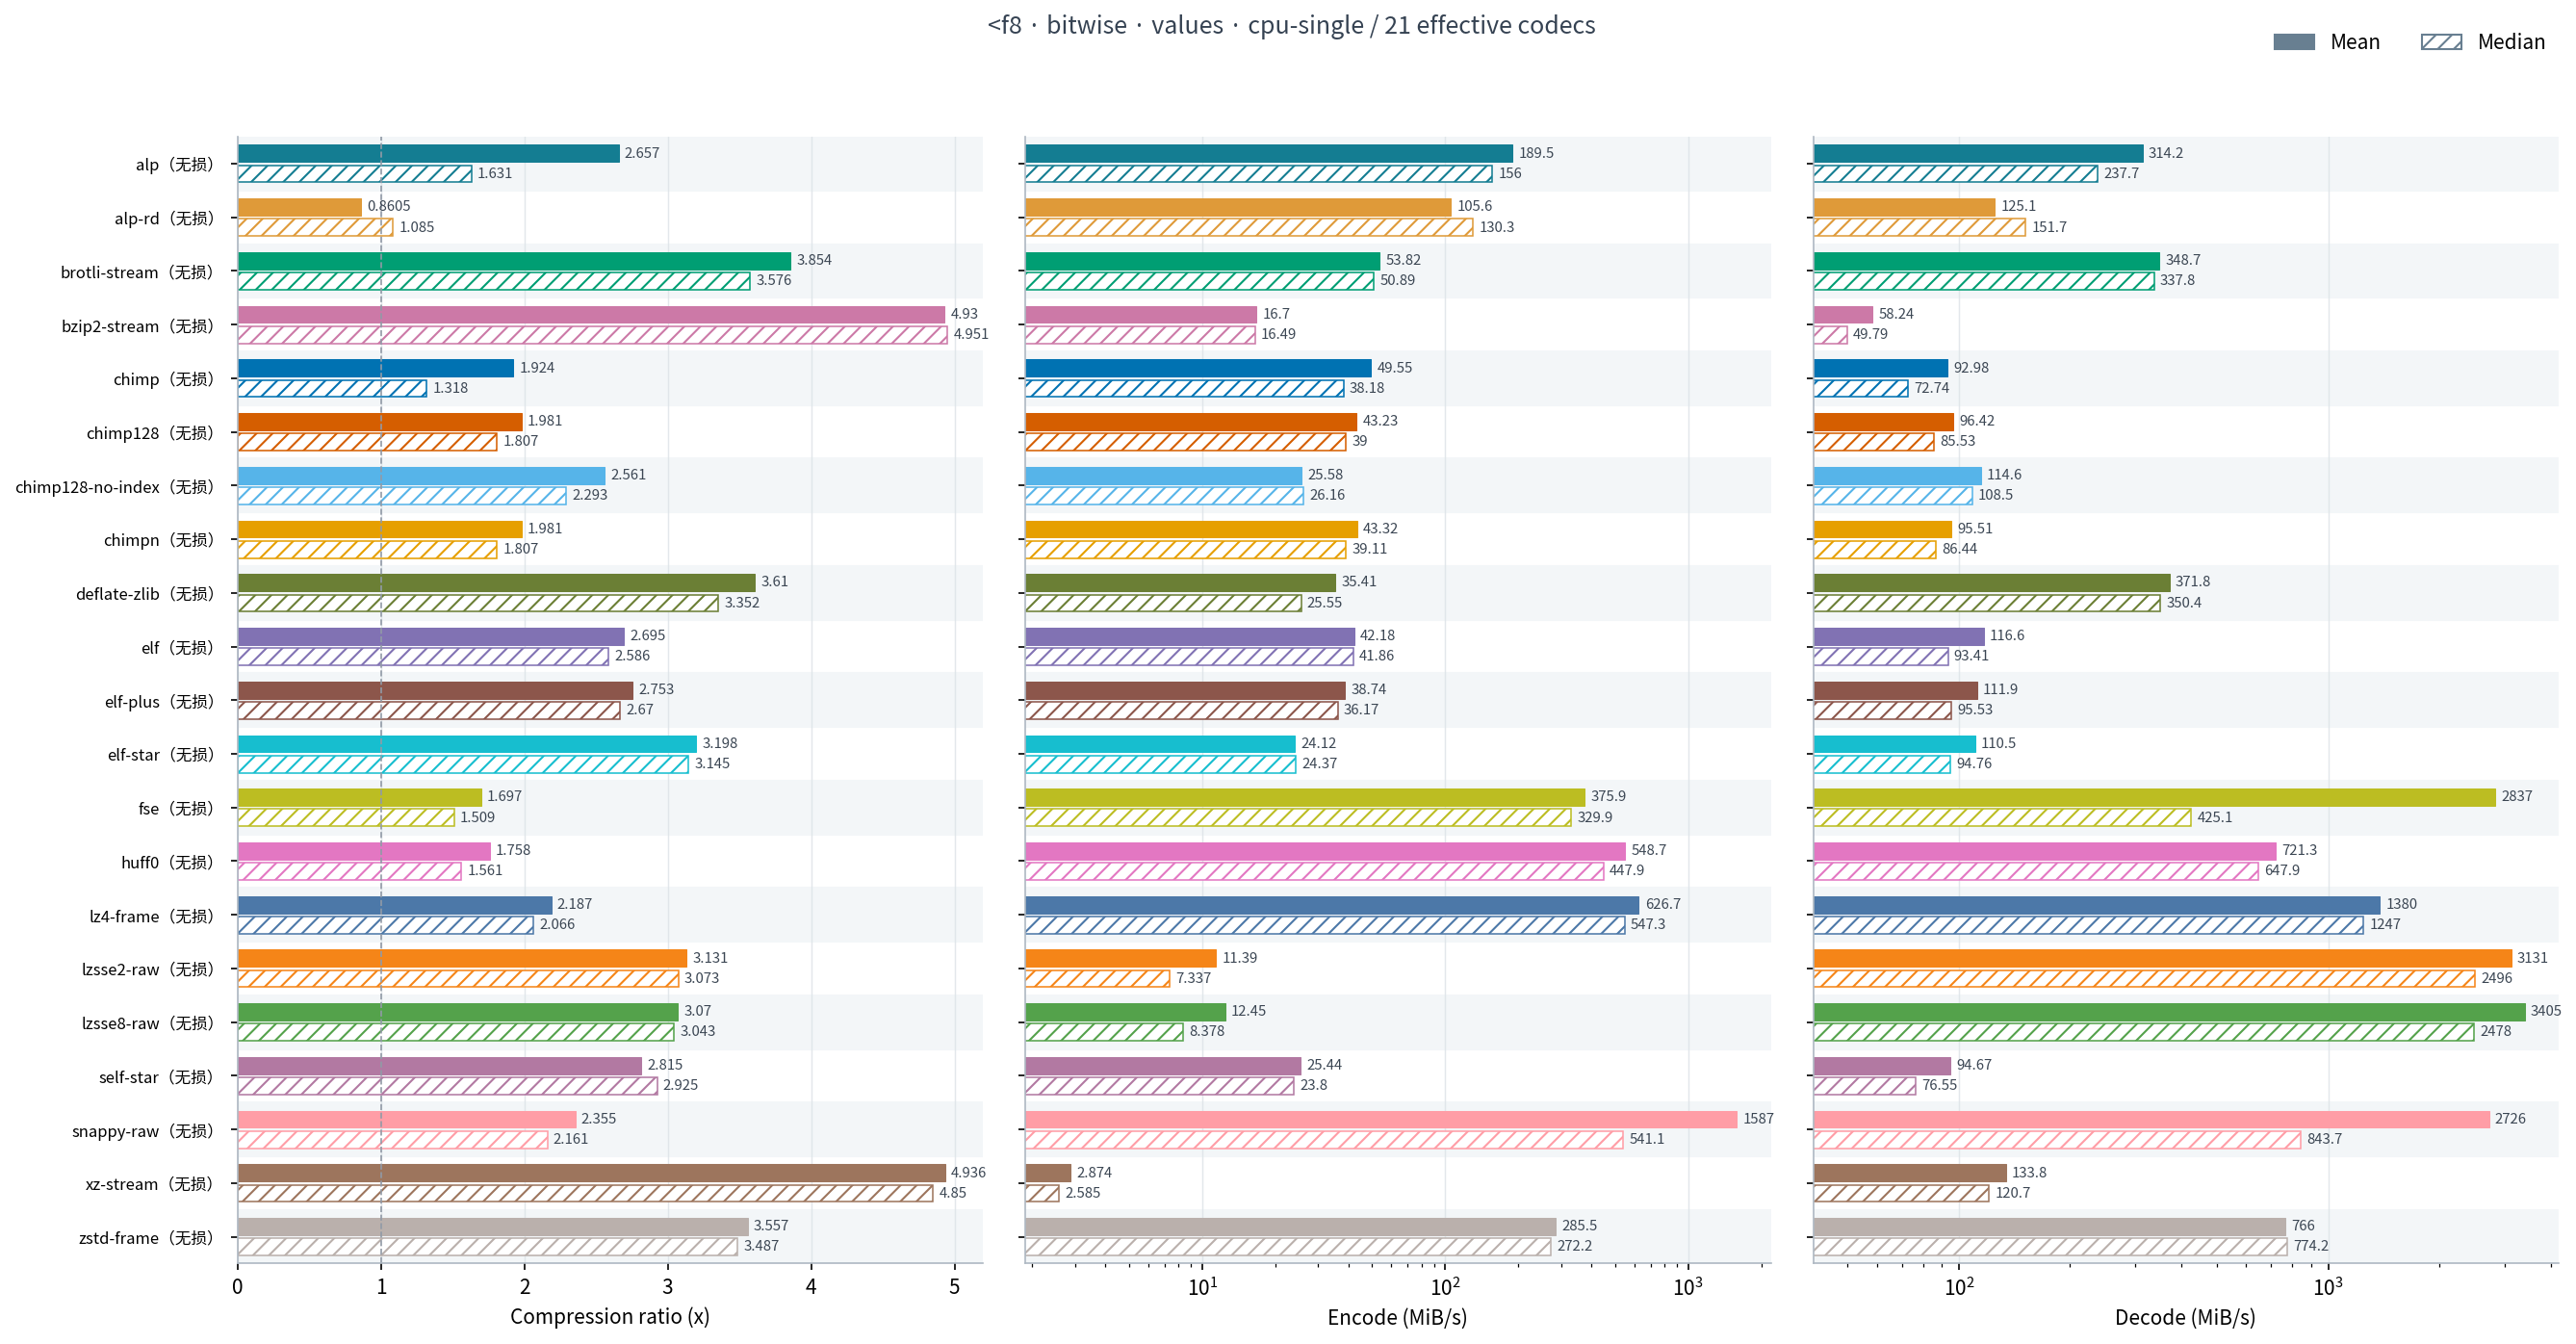 <f8 · bitwise · values · cpu-single / 21 effective codecs
Mean
Median
alp（无损） 2.657 1.631 189.5 156 314.2 237.7
alp-rd（无损） 0.8605 1.085 105.6 130.3 125.1 151.7
brotli-stream（无损） 3.854 3.576 53.82 50.89 348.7 337.8
bzip2-stream（无损） 4.93 4.951 16.7 16.49 58.24 49.79
chimp（无损） 1.924 1.318 49.55 38.18 92.98 72.74
chimp128（无损） 1.981 1.807 43.23 39 96.42 85.53
chimp128-no-index（无损） 2.561 2.293 25.58 26.16 114.6 108.5
chimpn（无损） 1.981 1.807 43.32 39.11 95.51 86.44
deflate-zlib（无损） 3.61 3.352 35.41 25.55 371.8 350.4
elf（无损） 2.695 2.586 42.18 41.86 116.6 93.41
elf-plus（无损） 2.753 2.67 38.74 36.17 111.9 95.53
elf-star（无损） 3.198 3.145 24.12 24.37 110.5 94.76
fse（无损） 1.697 1.509 375.9 329.9 2837 425.1
huff0（无损） 1.758 1.561 548.7 447.9 721.3 647.9
lz4-frame（无损） 2.187 2.066 626.7 547.3 1380 1247
lzsse2-raw（无损） 3.131 3.073 11.39 7.337 3131 2496
lzsse8-raw（无损） 3.07 3.043 12.45 8.378 3405 2478
self-star（无损） 2.815 2.925 25.44 23.8 94.67 76.55
snappy-raw（无损） 2.355 2.161 1587 541.1 2726 843.7
xz-stream（无损） 4.936 4.85 2.874 2.585 133.8 120.7
zstd-frame（无损） 3.557 3.487 285.5 272.2 766 774.2
0 1 2 3 4 5
10¹ 10² 10³
10² 10³
Compression ratio (x)
Encode (MiB/s)
Decode (MiB/s)